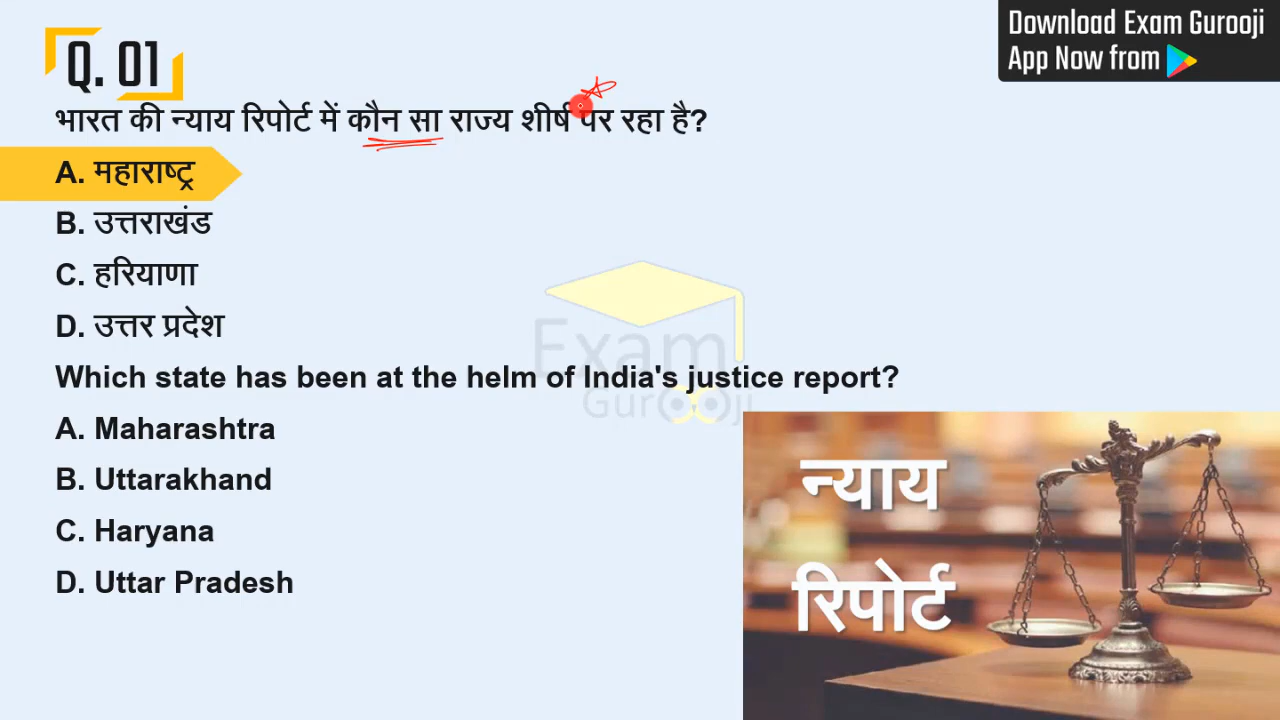 Download Exam Gurooji
App Now from
Q. 01
भारत की न्याय रिपोर्ट में कौन सा राज्य शीर्ष पर रहा है?
A. महाराष्ट्र
B. उत्तराखंड
C. हरियाणा
D. उत्तर प्रदेश
Which state has been at the helm of India's justice report?
A. Maharashtra
B. Uttarakhand
C. Haryana
D. Uttar Pradesh
Exam
Gurooji
न्याय
रिपोर्ट